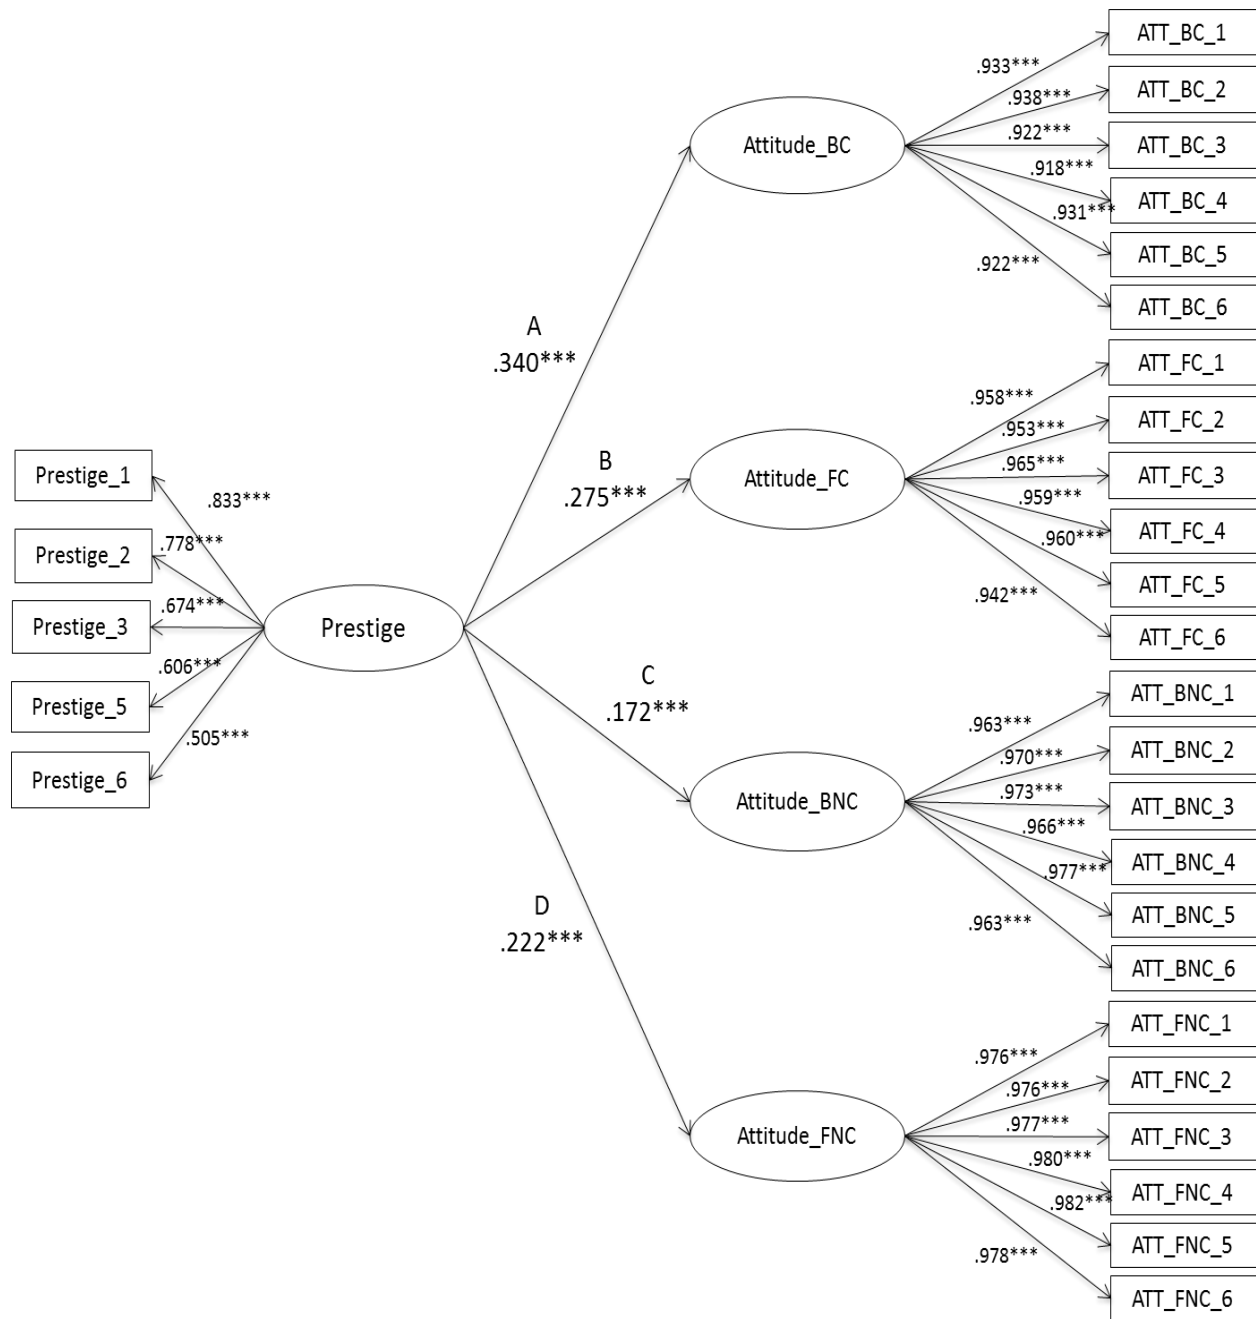 Prestige_1
Prestige_2
Prestige_3
Prestige_5
Prestige_6
.833***
.778***
.674***
.606***
.505***
Prestige
A
.340***
B
.275***
C
.172***
D
.222***
Attitude_BC
.933***
.938***
.922***
.918***
.931***
.922***
ATT_BC_1
ATT_BC_2
ATT_BC_3
ATT_BC_4
ATT_BC_5
ATT_BC_6
Attitude_FC
.958***
.953***
.965***
.959***
.960***
.942***
ATT_FC_1
ATT_FC_2
ATT_FC_3
ATT_FC_4
ATT_FC_5
ATT_FC_6
Attitude_BNC
.963***
.970***
.973***
.966***
.977***
.963***
ATT_BNC_1
ATT_BNC_2
ATT_BNC_3
ATT_BNC_4
ATT_BNC_5
ATT_BNC_6
Attitude_FNC
.976***
.976***
.977***
.980***
.982***
.978***
ATT_FNC_1
ATT_FNC_2
ATT_FNC_3
ATT_FNC_4
ATT_FNC_5
ATT_FNC_6